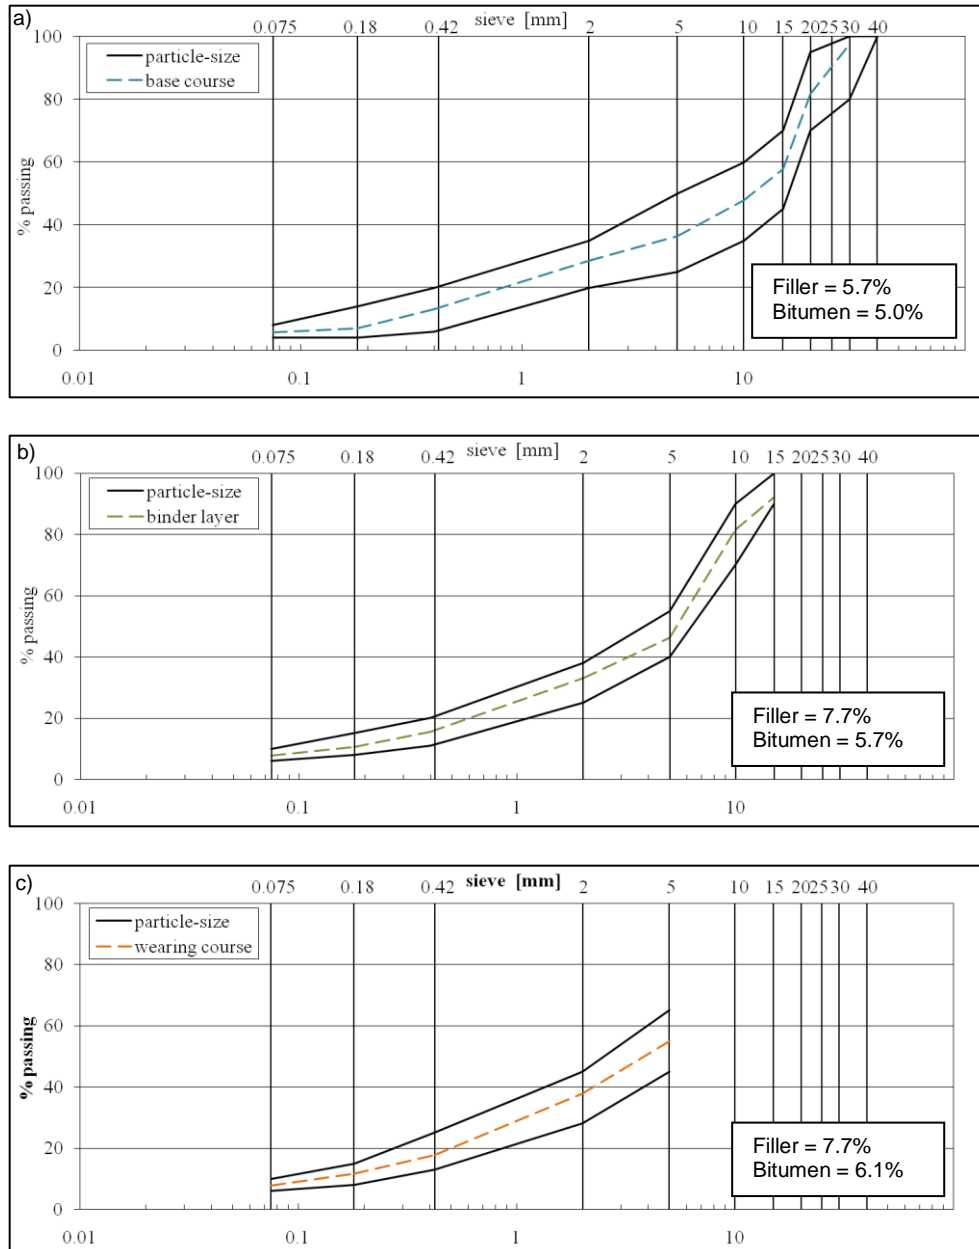 a)
sieve [mm]
0.075 0.18 0.42 2 5 10 15 20 25 30 40
100
particle-size
base course
80
60
% passing
40
20
0
Filler = 5.7%
Bitumen = 5.0%
0.01 0.1 1 10
b)
sieve [mm]
0.075 0.18 0.42 2 5 10 15 20 25 30 40
100
particle-size
binder layer
80
60
% passing
40
20
0
Filler = 7.7%
Bitumen = 5.7%
0.01 0.1 1 10
c)
sieve [mm]
0.075 0.18 0.42 2 5 10 15 20 25 30 40
100
particle-size
wearing course
80
60
% passing
40
20
0
Filler = 7.7%
Bitumen = 6.1%
0.01 0.1 1 10